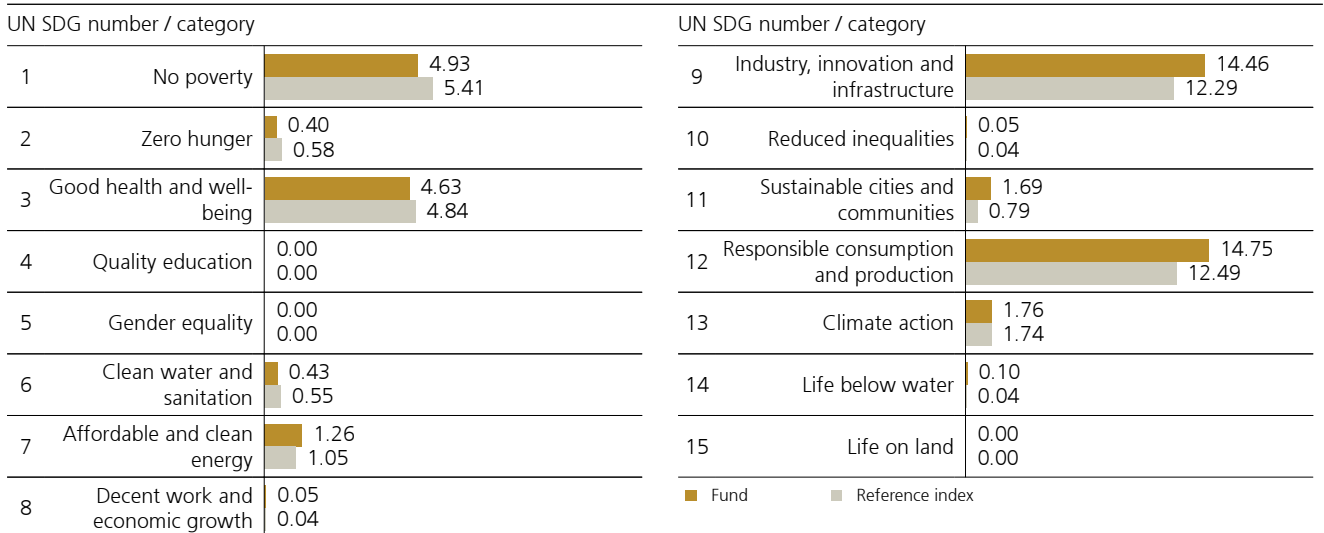 UN SDG number / category
1
No poverty
4.93
5.41
2
Zero hunger
0.40
0.58
3
Good health and well-
being
4.63
4.84
4
Quality education
0.00
0.00
5
Gender equality
0.00
0.00
6
Clean water and
sanitation
0.43
0.55
7
Affordable and clean
energy
1.26
1.05
8
Decent work and
economic growth
0.05
0.04
UN SDG number / category
9
Industry, innovation and
infrastructure
14.46
12.29
10
Reduced inequalities
0.05
0.04
11
Sustainable cities and
communities
1.69
0.79
12
Responsible consumption
and production
14.75
12.49
13
Climate action
1.76
1.74
14
Life below water
0.10
0.04
15
Life on land
0.00
0.00
Fund
Reference index